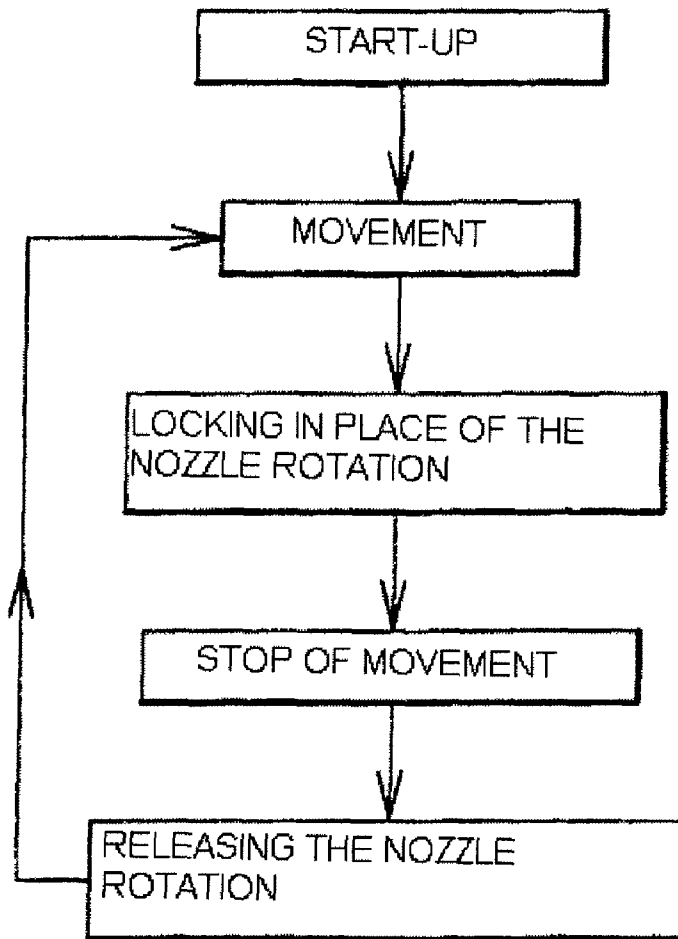 START-UP
MOVEMENT
LOCKING IN PLACE OF THE
NOZZLE ROTATION
STOP OF MOVEMENT
RELEASING THE NOZZLE
ROTATION